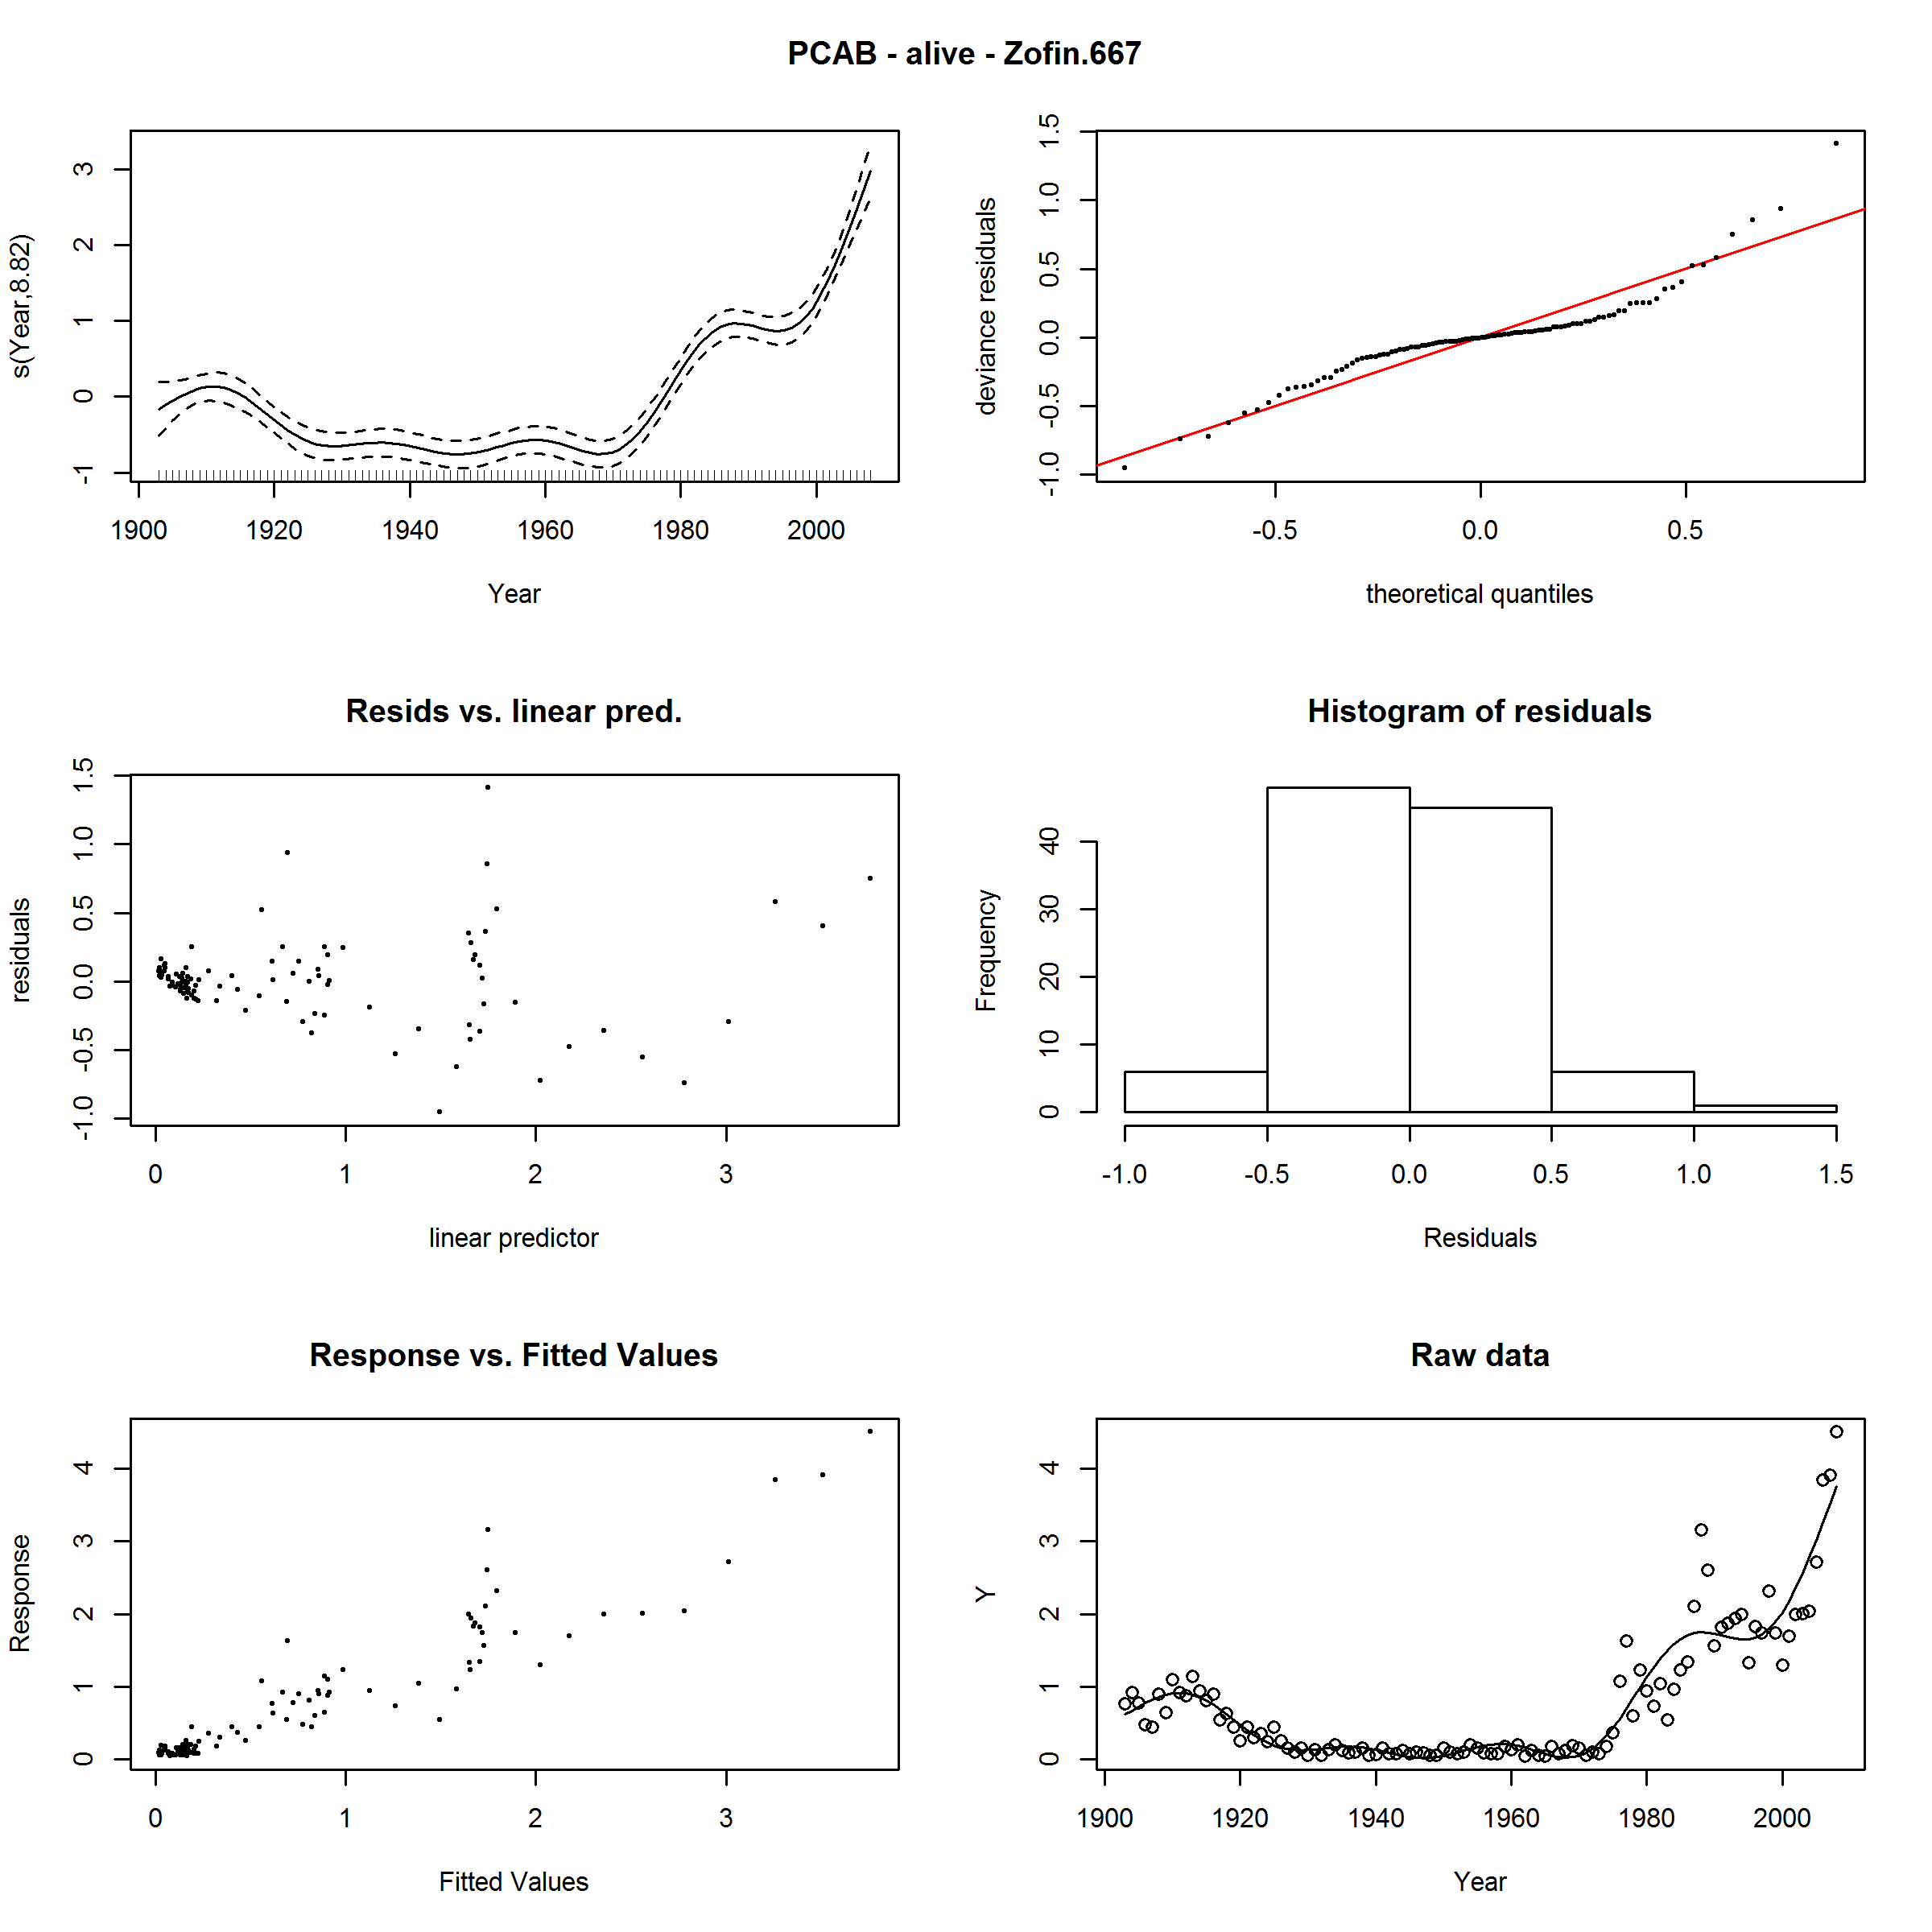 PCAB - alive - Zofin.667
s(Year,8.82)
-1 0 1 2 3
1900 1920 1940 1960 1980 2000
Year
deviance residuals
-1.0 -0.5 0.0 0.5 1.0 1.5
-0.5 0.0 0.5
theoretical quantiles
Resids vs. linear pred.
residuals
-1.0 -0.5 0.0 0.5 1.0 1.5
0 1 2 3
linear predictor
Histogram of residuals
Frequency
0 10 20 30 40
-1.0 -0.5 0.0 0.5 1.0 1.5
Residuals
Response vs. Fitted Values
Response
0 1 2 3 4
0 1 2 3
Fitted Values
Raw data
Y
0 1 2 3 4
1900 1920 1940 1960 1980 2000
Year